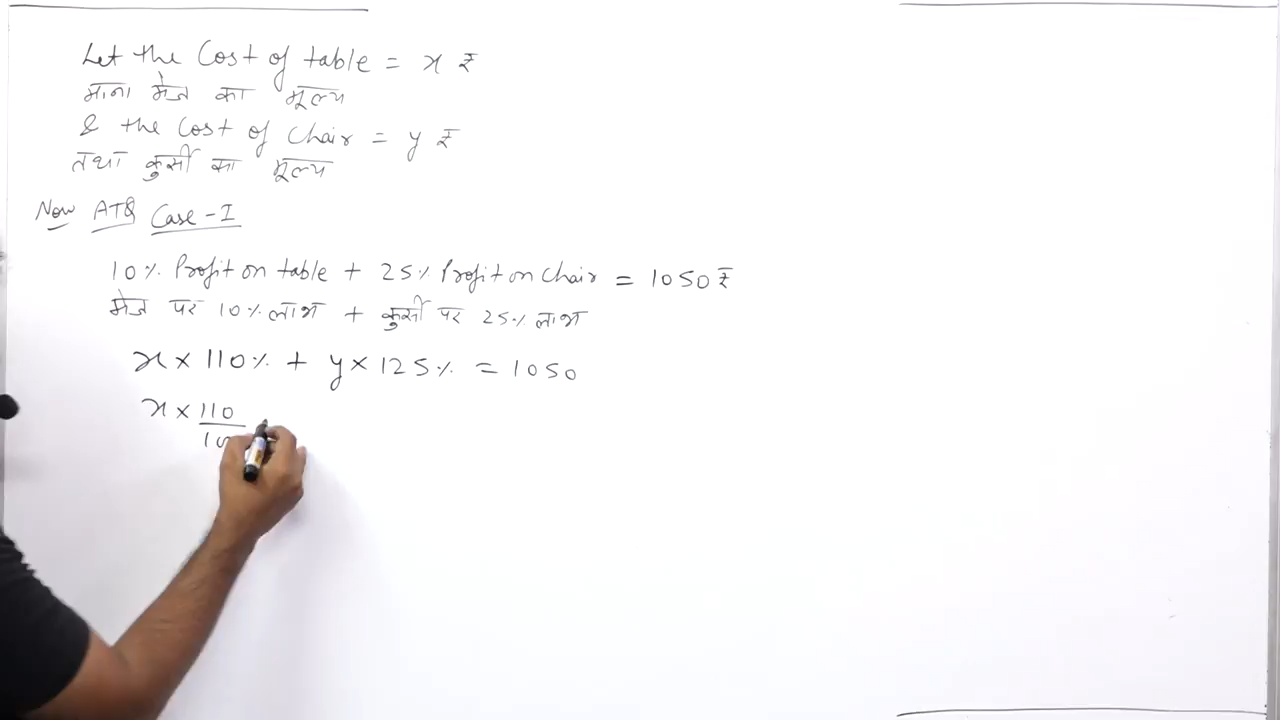 Let the Cost of table = x ₹
माना मेज का मूल्य
& the Cost of Chair = y ₹
तथा कुर्सी का मूल्य
Now ATQ Case-I
10% Profit on table + 25% Profit on Chair = 1050 ₹
मेज पर 10% लाभ + कुर्सी पर 25% लाभ
x × 110% + y × 125% = 1050
x × 110